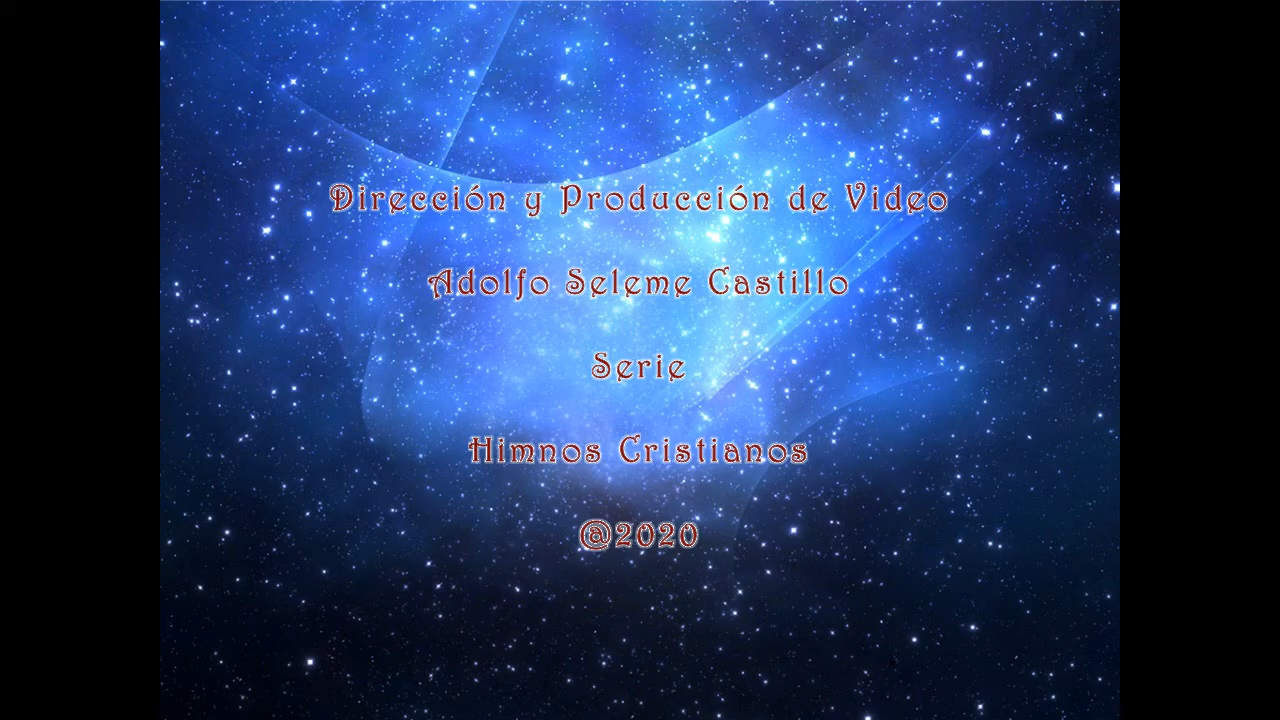 Dirección y Producción de Video
Adolfo Seleme Castillo
Serie
Himnos Cristianos
@2020